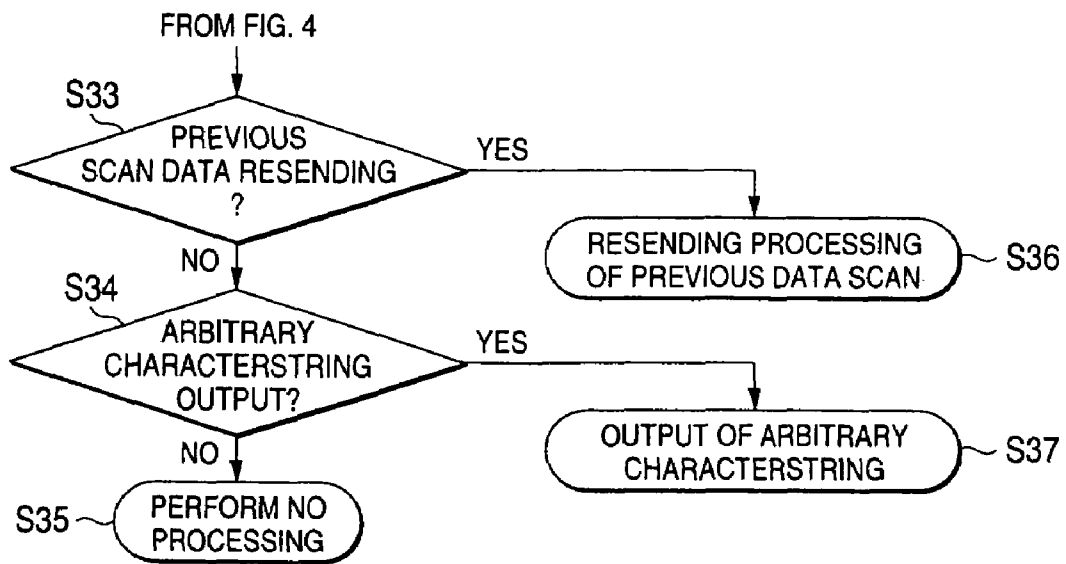 FROM FIG. 4
S33
PREVIOUS
SCAN DATA RESENDING
?
YES
RESENDING PROCESSING
OF PREVIOUS DATA SCAN
S36
NO
S34
ARBITRARY
CHARACTERSTRING
OUTPUT?
YES
OUTPUT OF ARBITRARY
CHARACTERSTRING
S37
NO
S35
PERFORM NO
PROCESSING